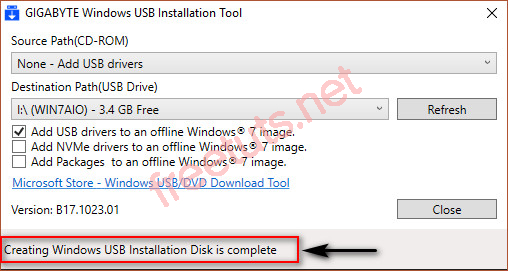 GIGABYTE Windows USB Installation Tool
Source Path(CD-ROM)
None - Add USB drivers
Destination Path(USB Drive)
I:\ (WIN7AIO) - 3.4 GB Free
Refresh
Add USB drivers to an offline Windows® 7 image.
Add NVMe drivers to an offline Windows® 7 image.
Add Packages to an offline Windows® 7 image.
Microsoft Store - Windows USB/DVD Download Tool
Version: B17.1023.01
Close
Creating Windows USB Installation Disk is complete
freetuts.net